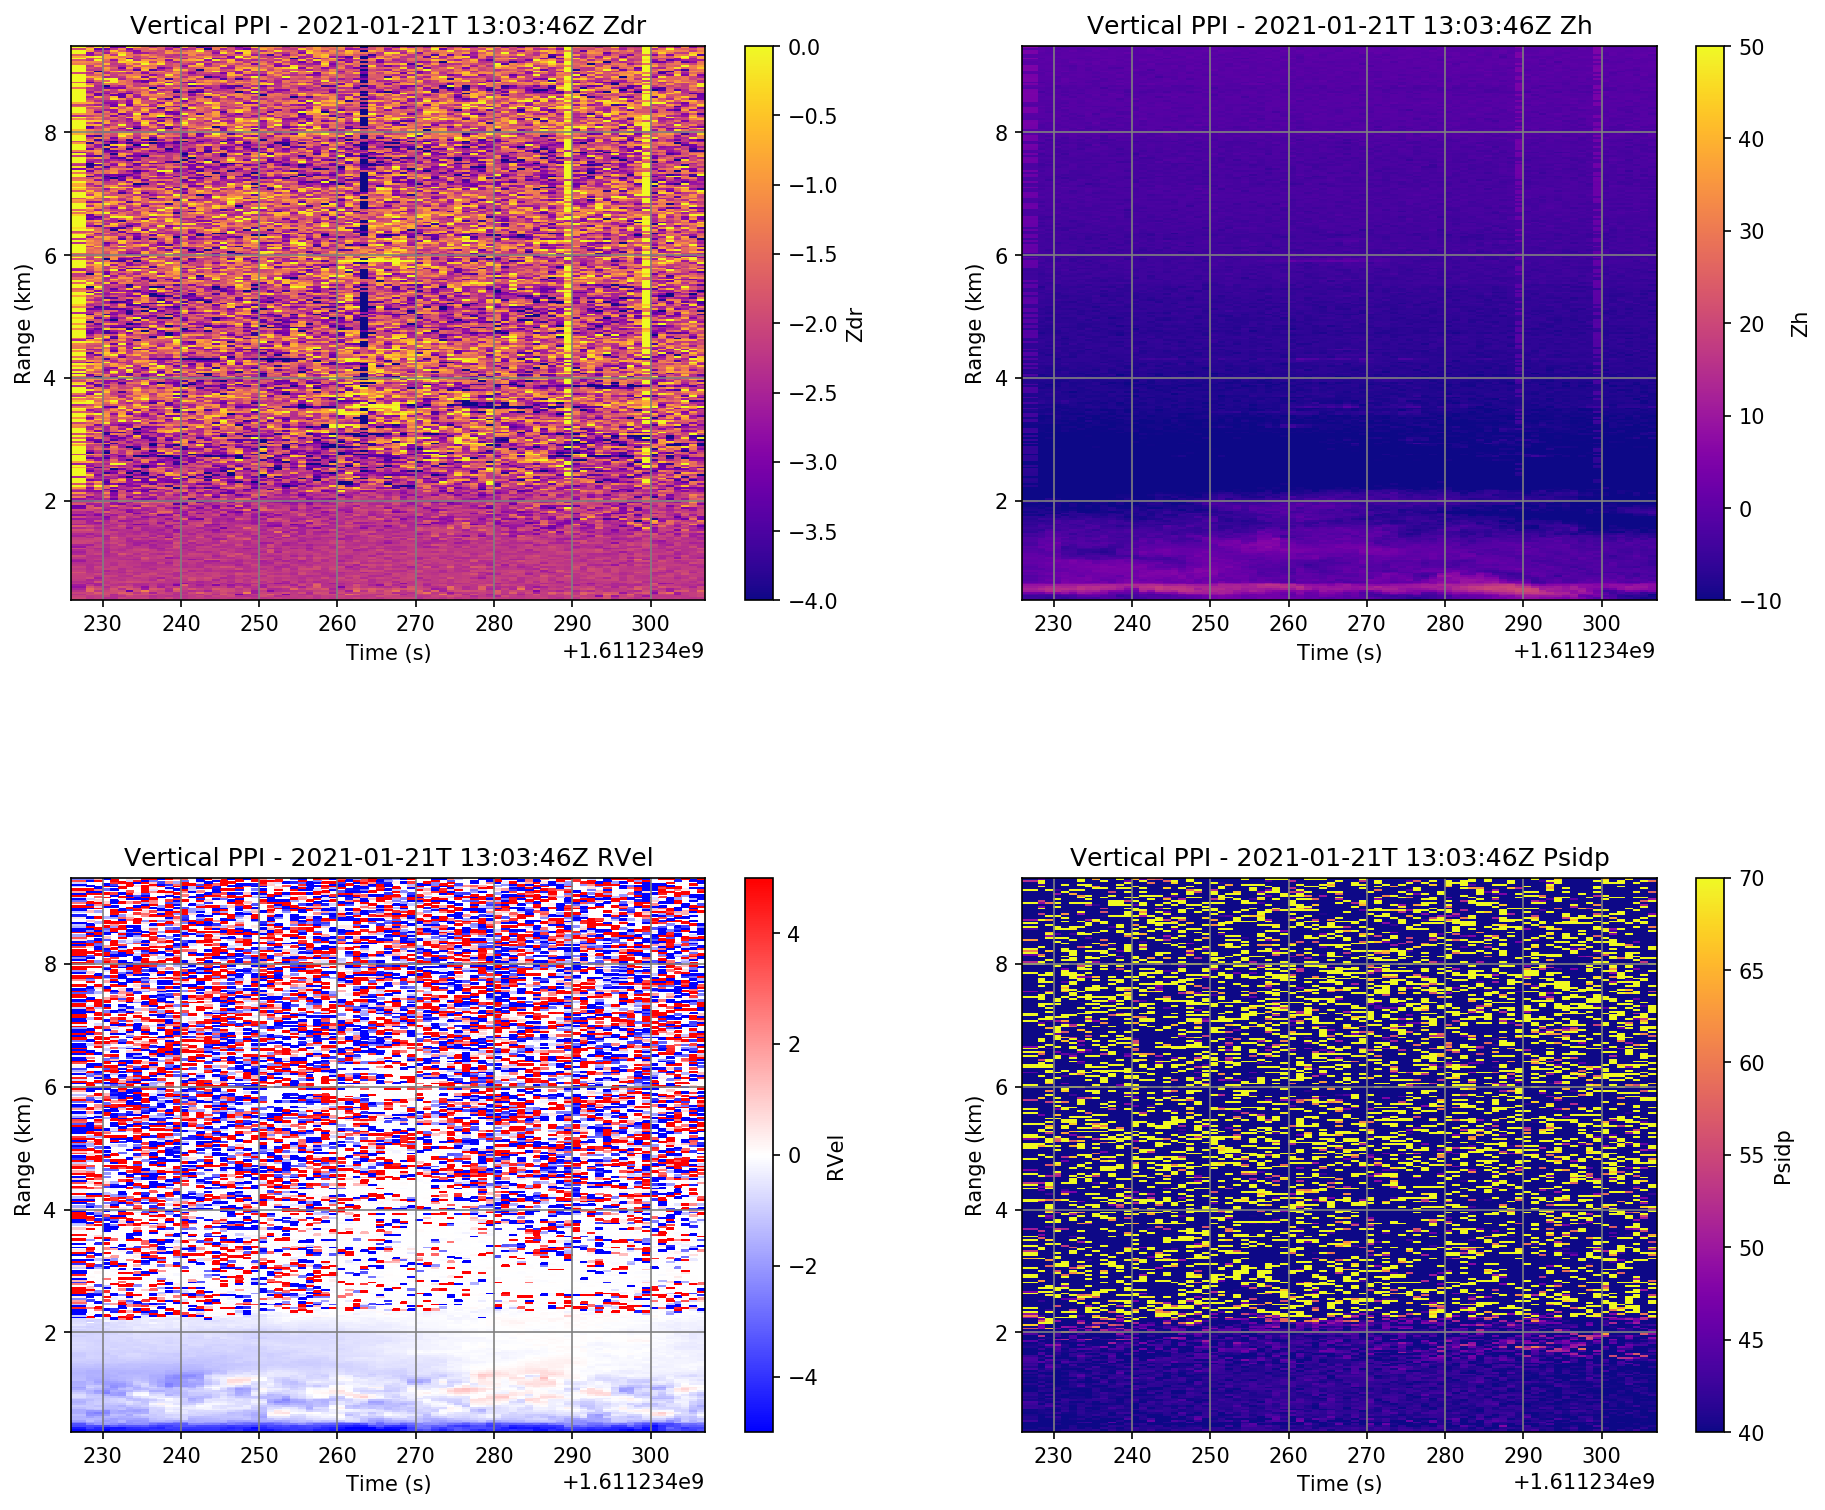 Vertical PPI - 2021-01-21T 13:03:46Z Zdr
8
6
4
2
Range (km)
230 240 250 260 270 280 290 300
Time (s)
+1.611234e9
0.0
−0.5
−1.0
−1.5
−2.0
−2.5
−3.0
−3.5
−4.0
Zdr
Vertical PPI - 2021-01-21T 13:03:46Z Zh
8
6
4
2
Range (km)
230 240 250 260 270 280 290 300
Time (s)
+1.611234e9
50
40
30
20
10
0
−10
Zh
Vertical PPI - 2021-01-21T 13:03:46Z RVel
8
6
4
2
Range (km)
230 240 250 260 270 280 290 300
Time (s)
+1.611234e9
4
2
0
−2
−4
RVel
Vertical PPI - 2021-01-21T 13:03:46Z Psidp
8
6
4
2
Range (km)
230 240 250 260 270 280 290 300
Time (s)
+1.611234e9
70
65
60
55
50
45
40
Psidp